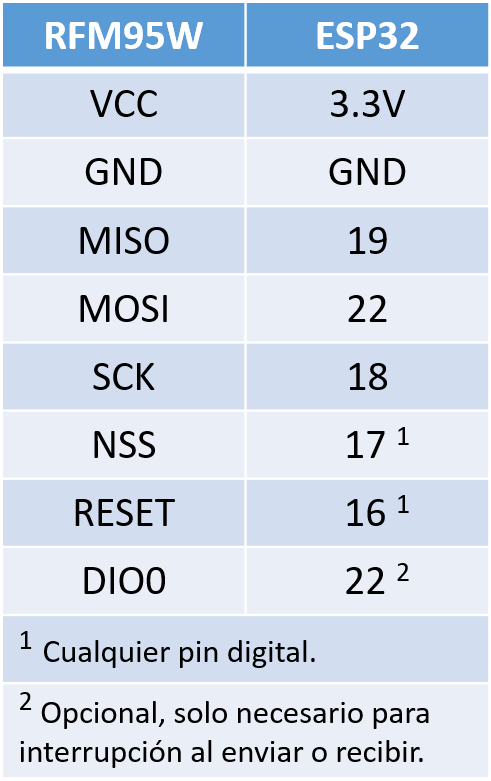 RFM95W ESP32
VCC 3.3V
GND GND
MISO 19
MOSI 22
SCK 18
NSS 17 ¹
RESET 16 ¹
DIO0 22 ²
¹ Cualquier pin digital.
² Opcional, solo necesario para
interrupción al enviar o recibir.